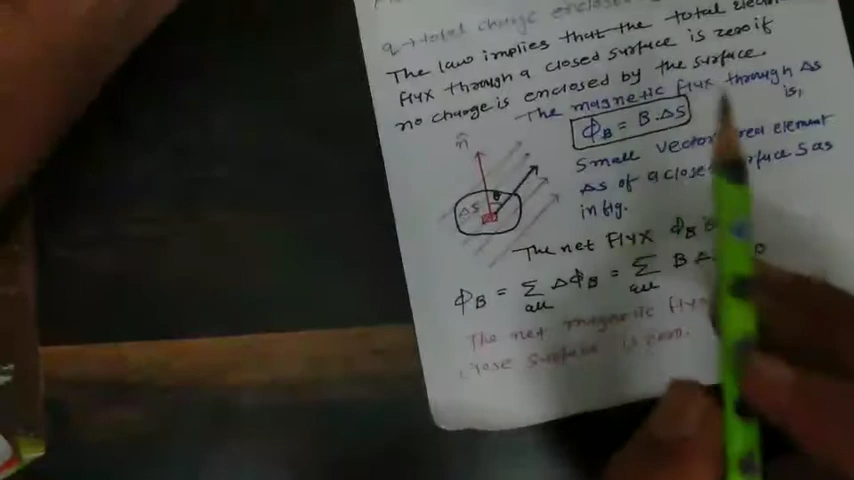 q → total charge enclosed
The law implies that the total
flux through a closed surface is zero if
no charge is enclosed by the surface.
The magnetic flux through ΔS
is,
ϕB = B.ΔS
n̂
θ
ΔS
Small vector area element
ΔS of a closed surface S as
in fig.
The net flux ϕB
ϕB = Σ ΔϕB = Σ B
all all
The net magnetic flux
close surface is zero.